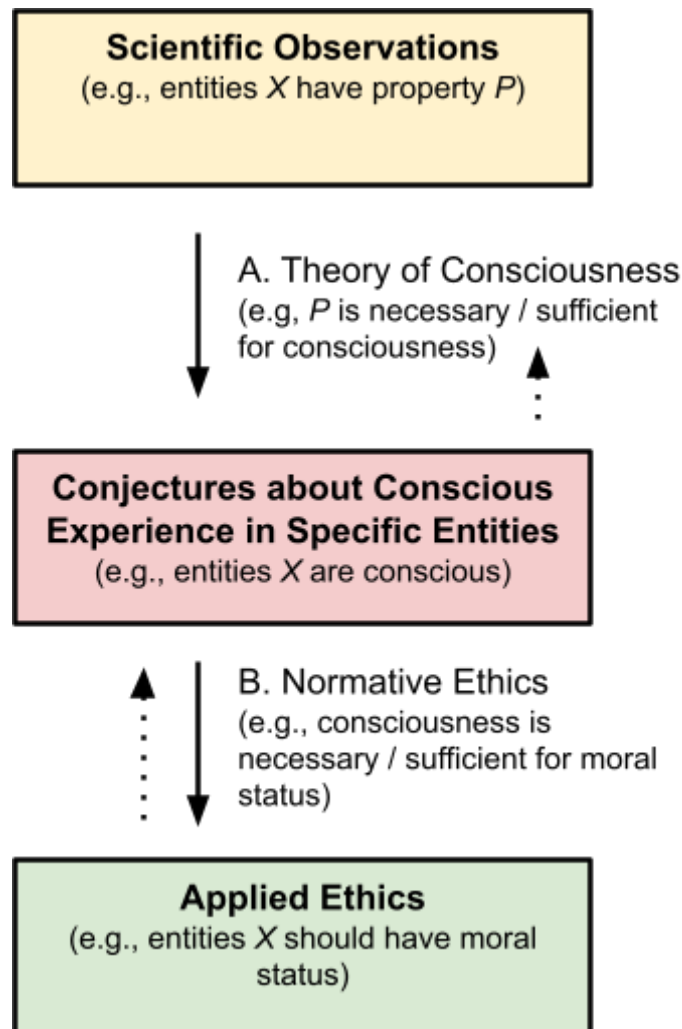 Scientific Observations
(e.g., entities X have property P)
A. Theory of Consciousness
(e.g, P is necessary / sufficient
for consciousness)
Conjectures about Conscious
Experience in Specific Entities
(e.g., entities X are conscious)
B. Normative Ethics
(e.g., consciousness is
necessary / sufficient for moral
status)
Applied Ethics
(e.g., entities X should have moral
status)